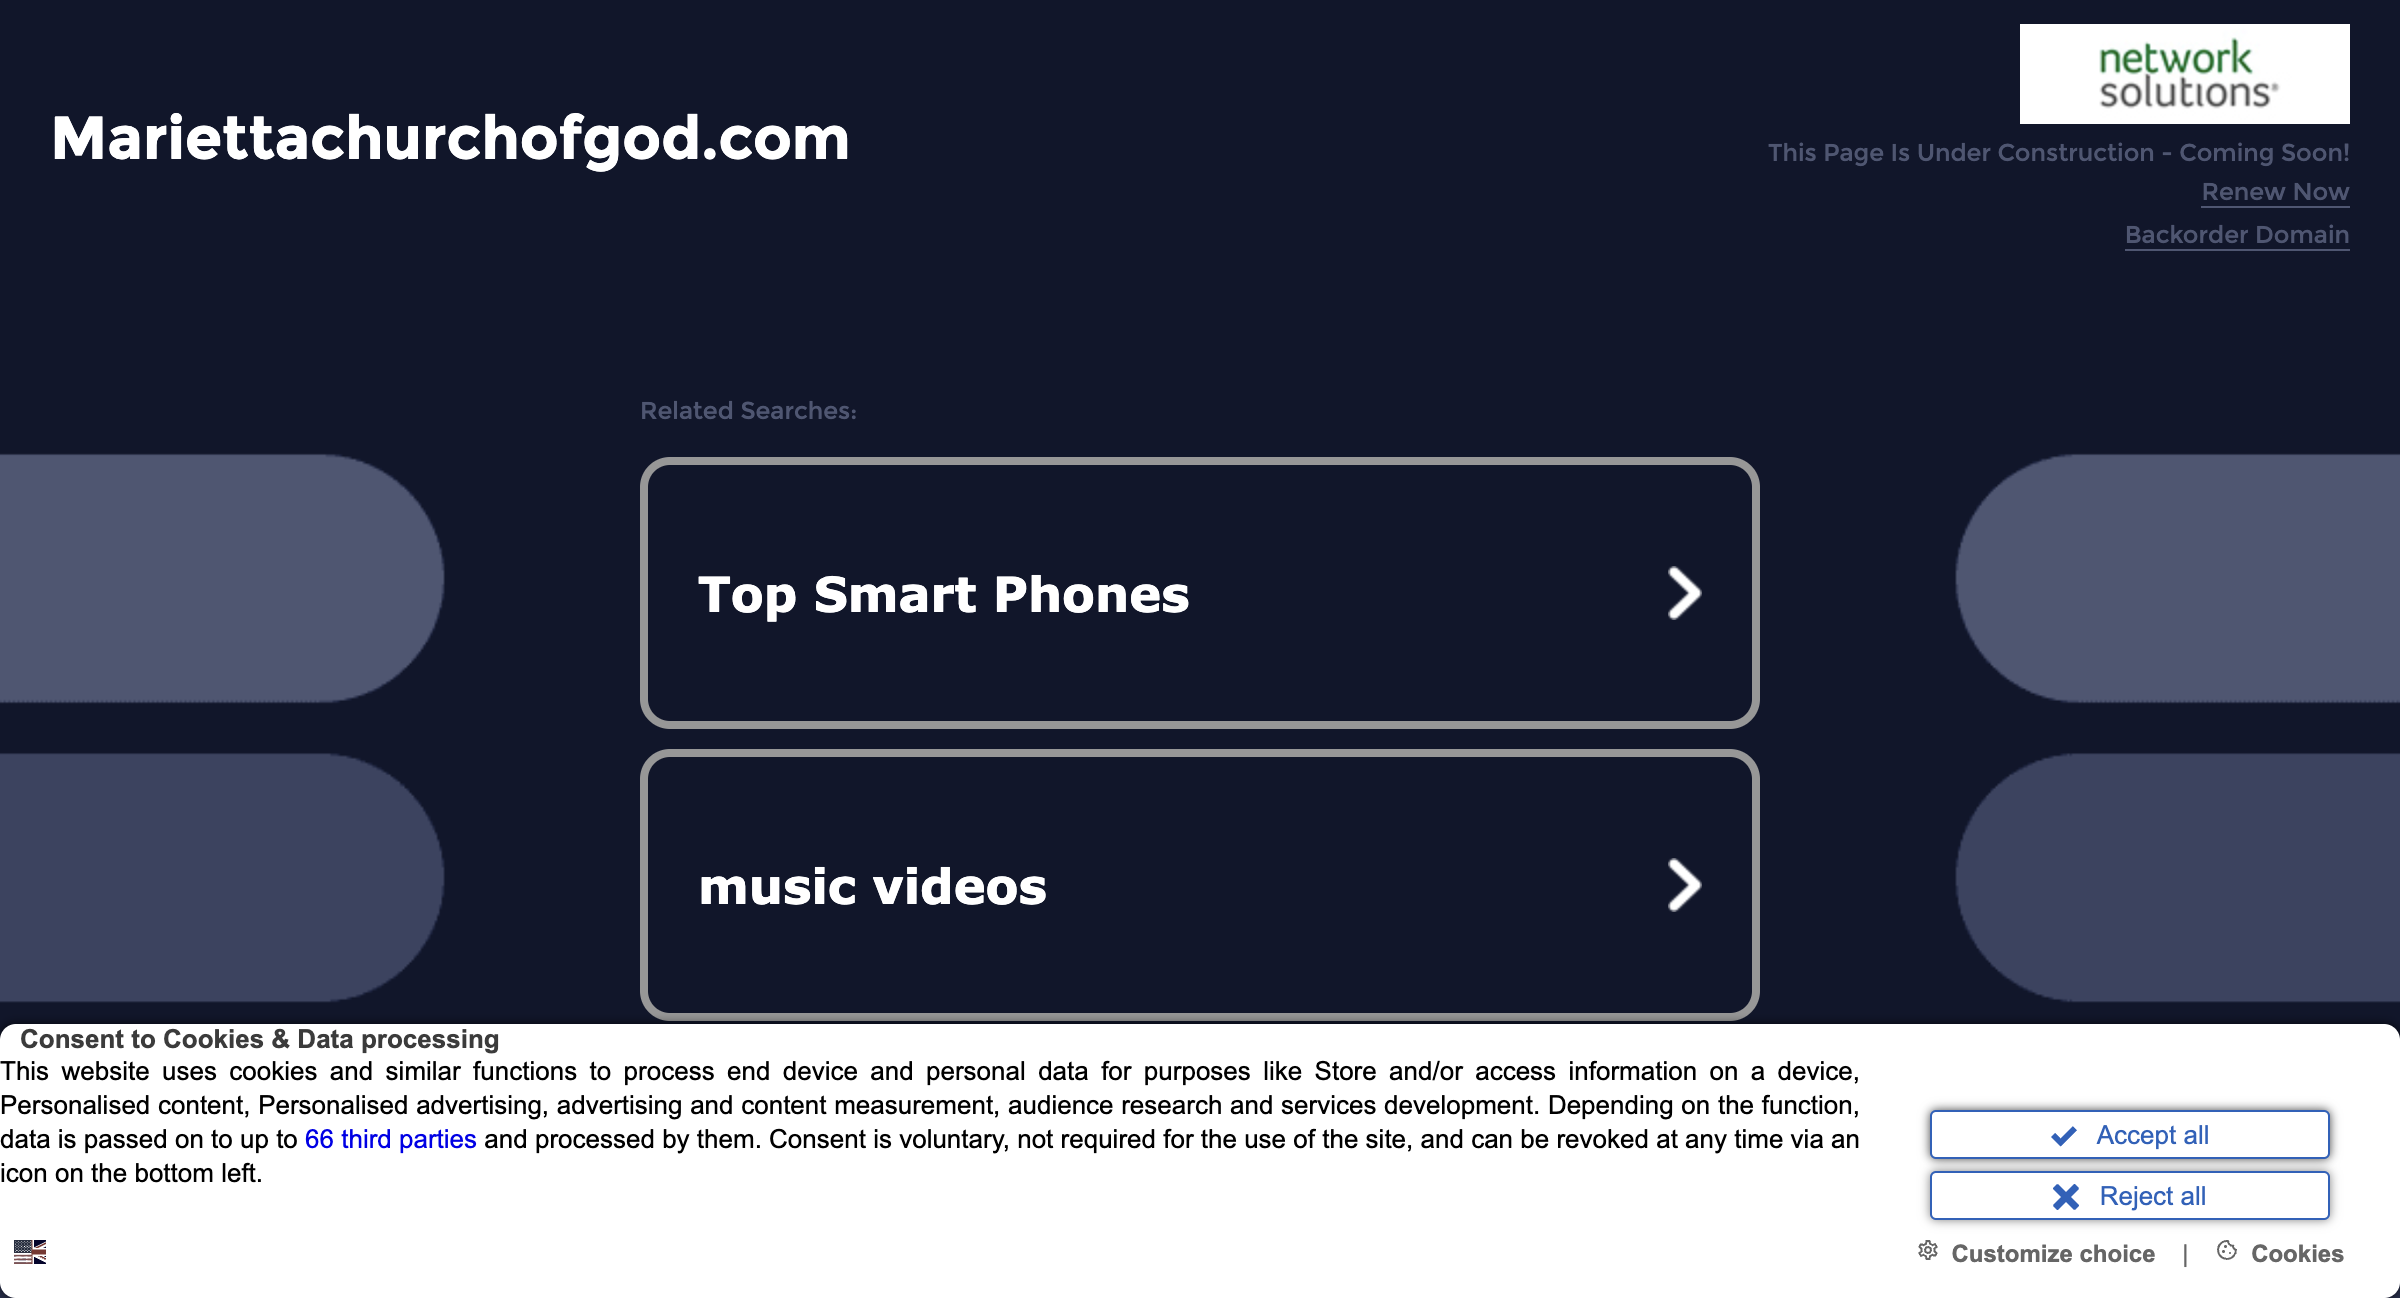 network
solutions®
Mariettachurchofgod.com
This Page Is Under Construction - Coming Soon!
Renew Now
Backorder Domain
Related Searches:
Top Smart Phones
music videos
Consent to Cookies & Data processing
This website uses cookies and similar functions to process end device and personal data for purposes like Store and/or access information on a device,
Personalised content, Personalised advertising, advertising and content measurement, audience research and services development. Depending on the function,
data is passed on to up to 66 third parties and processed by them. Consent is voluntary, not required for the use of the site, and can be revoked at any time via an
icon on the bottom left.
Accept all
Reject all
Customize choice | Cookies